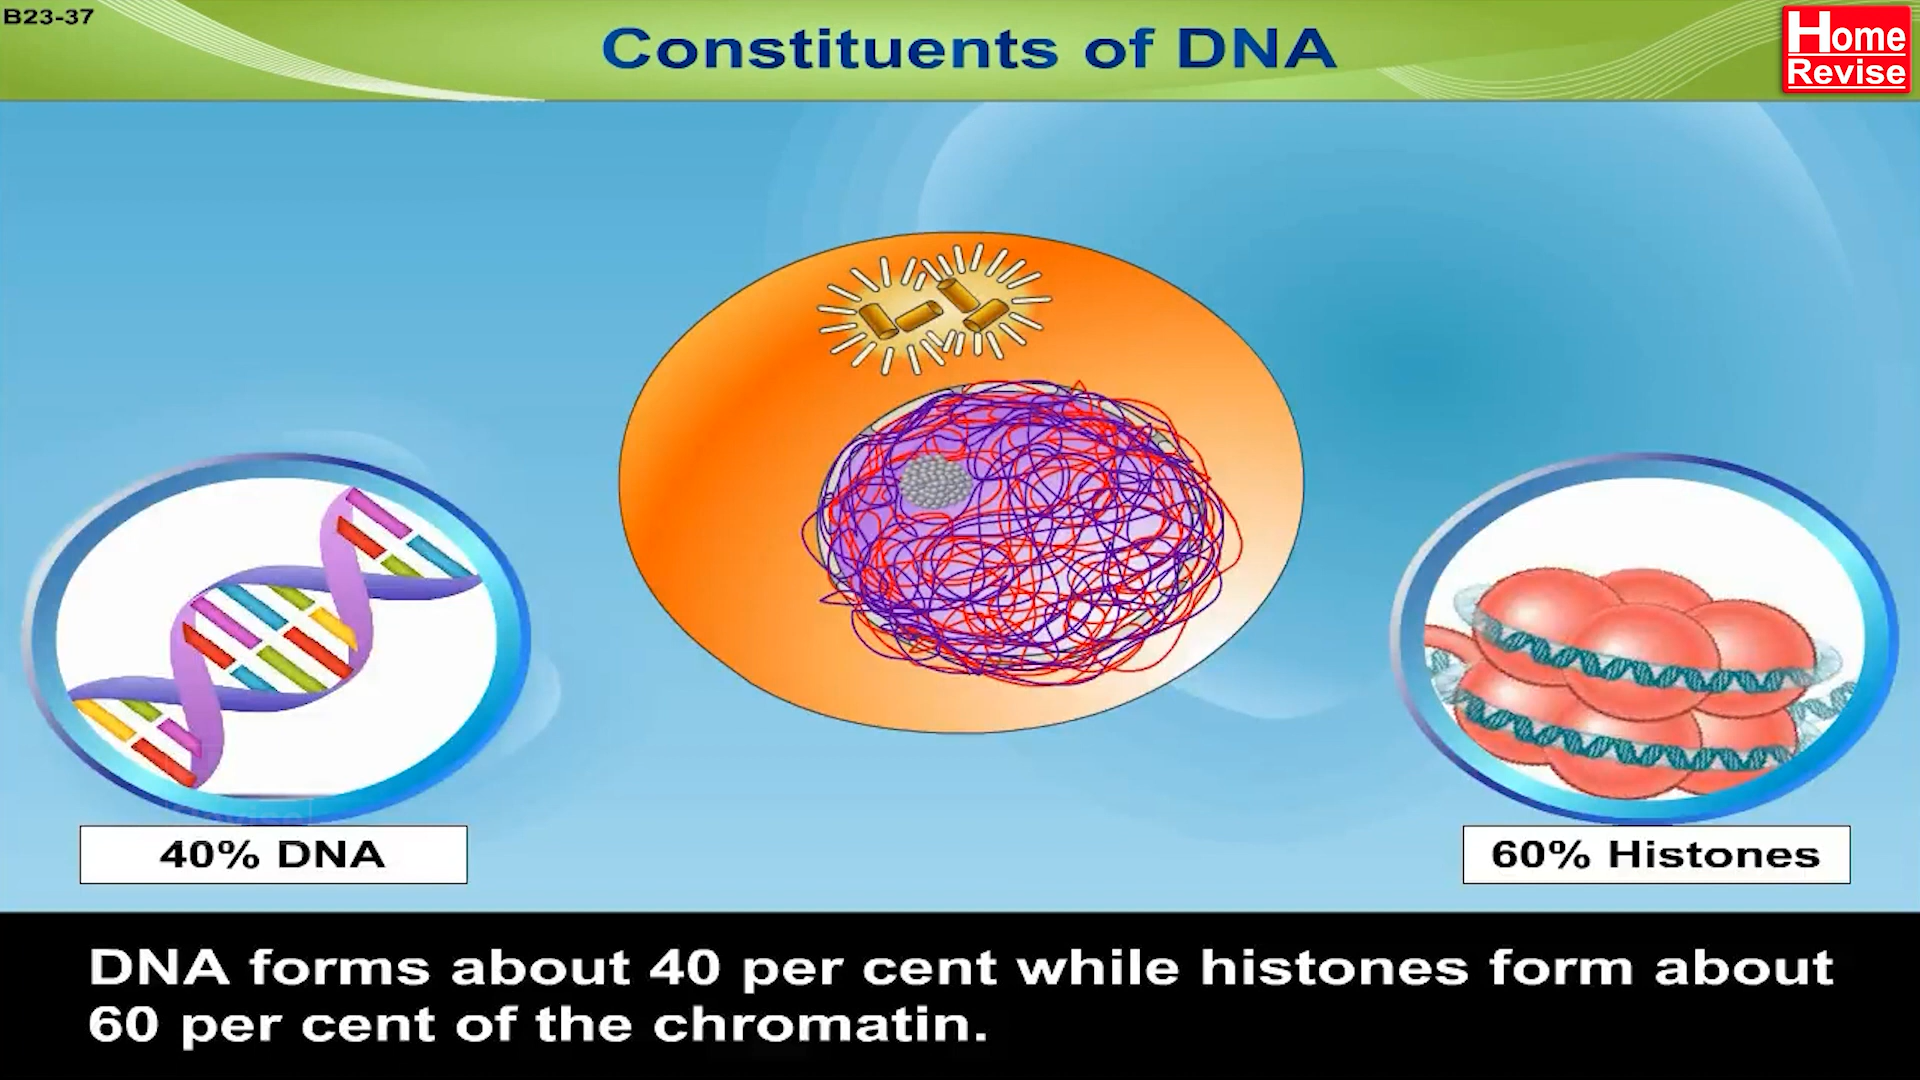 B23-37
Constituents of DNA
Home
Revise
40% DNA
60% Histones
DNA forms about 40 per cent while histones form about
60 per cent of the chromatin.